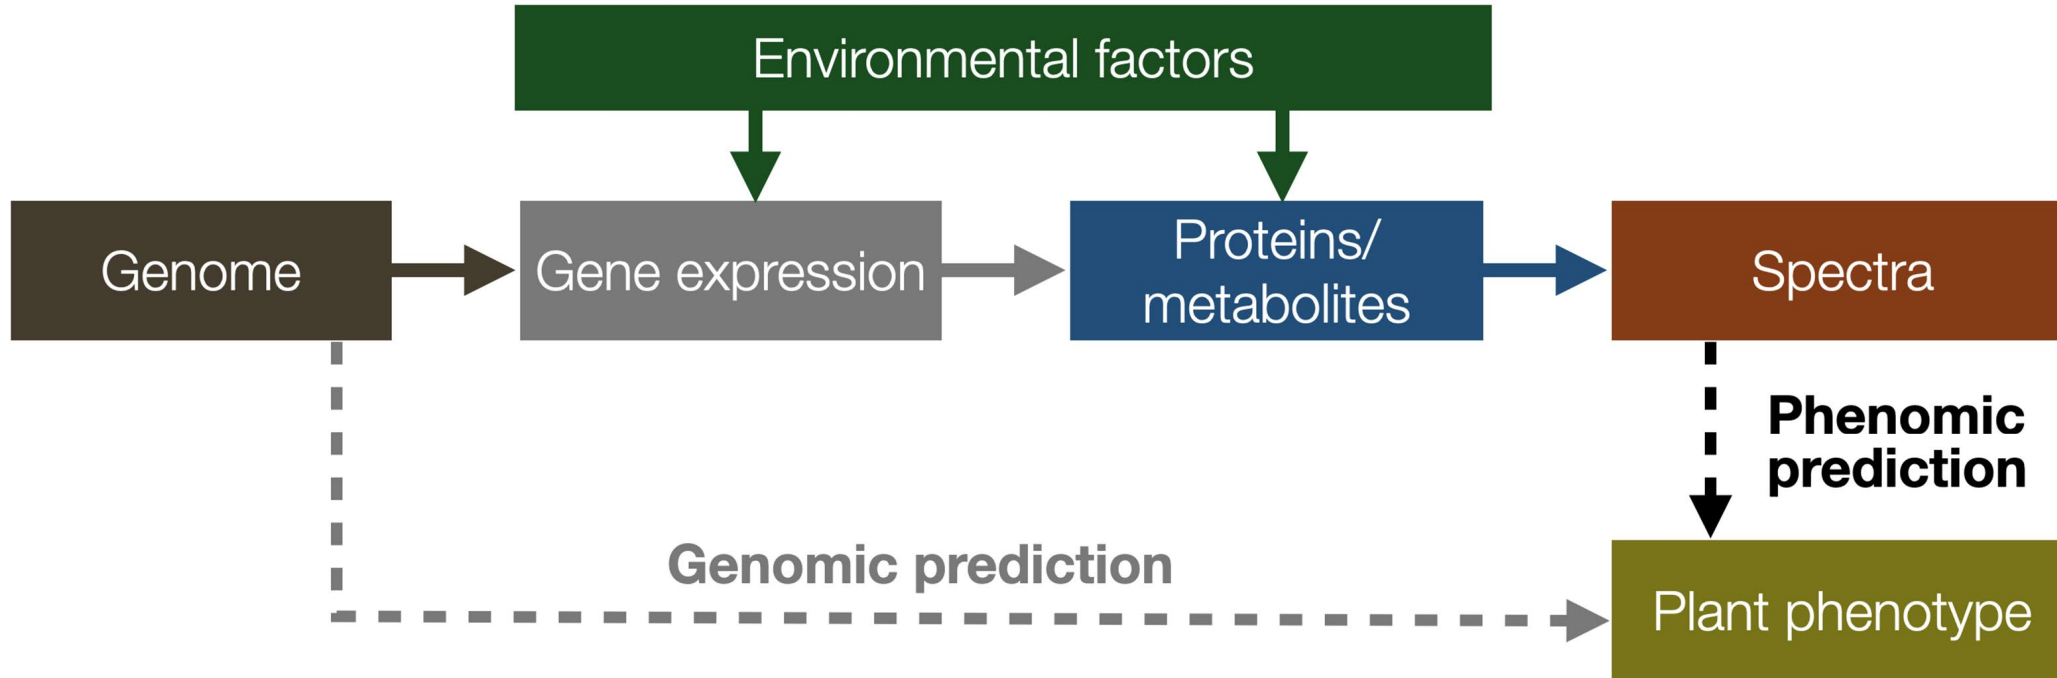 Environmental factors
Genome
Gene expression
Proteins/
metabolites
Spectra
Phenomic
prediction
Genomic prediction
Plant phenotype